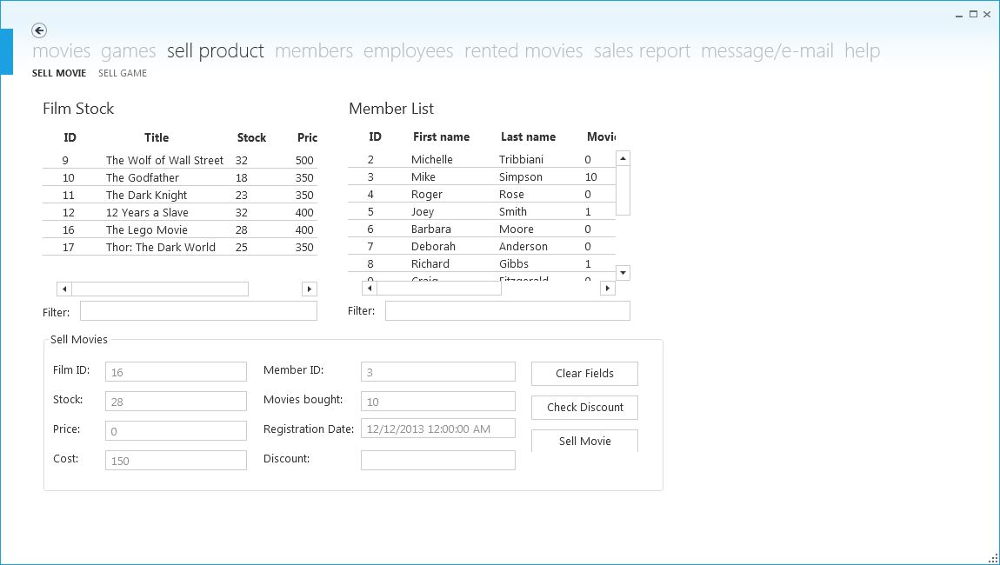 movies games sell product members employees rented movies sales report message/e-mail help
SELL MOVIE SELL GAME
Film Stock
ID Title Stock Pric
9 The Wolf of Wall Street 32 500
10 The Godfather 18 350
11 The Dark Knight 23 350
12 12 Years a Slave 32 400
16 The Lego Movie 28 400
17 Thor: The Dark World 25 350
Filter:
Member List
ID First name Last name Movi
2 Michelle Tribbiani 0
3 Mike Simpson 10
4 Roger Rose 0
5 Joey Smith 1
6 Barbara Moore 0
7 Deborah Anderson 0
8 Richard Gibbs 1
9 Craig Fitzgerald 0
Filter:
Sell Movies
Film ID: 16 Member ID: 3 Clear Fields
Stock: 28 Movies bought: 10 Check Discount
Price: 0 Registration Date: 12/12/2013 12:00:00 AM Sell Movie
Cost: 150 Discount: